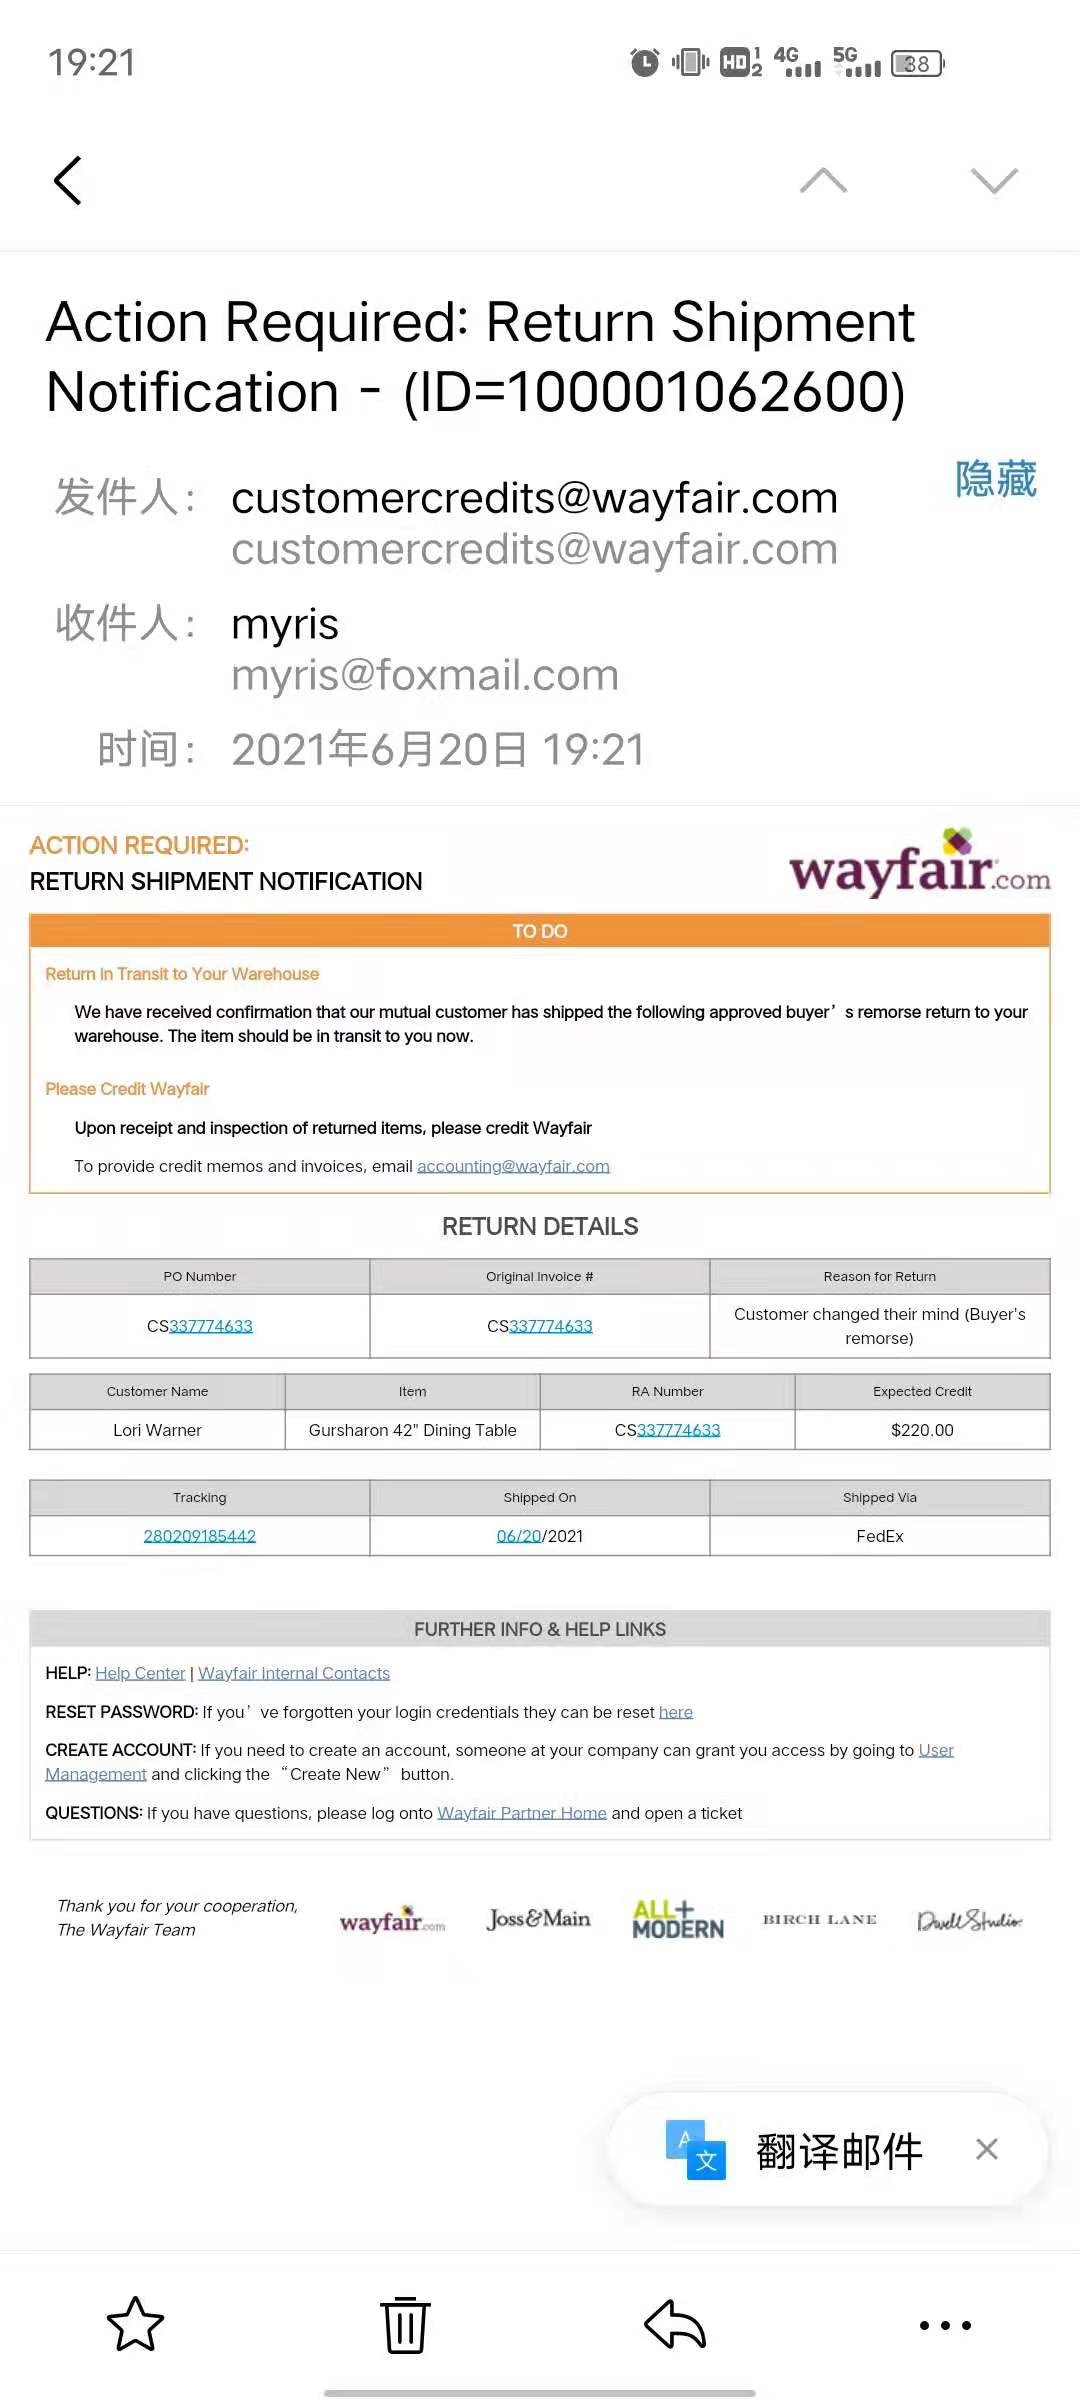 19:21
HD 1 2 4G 5G 38
Action Required: Return Shipment
Notification - (ID=100001062600)
发件人： customercredits@wayfair.com 隐藏
customercredits@wayfair.com
收件人： myris
myris@foxmail.com
时间： 2021年6月20日 19:21
ACTION REQUIRED:
RETURN SHIPMENT NOTIFICATION
wayfair.com
TO DO
Return in Transit to Your Warehouse
We have received confirmation that our mutual customer has shipped the following approved buyer’s remorse return to your
warehouse. The item should be in transit to you now.
Please Credit Wayfair
Upon receipt and inspection of returned items, please credit Wayfair
To provide credit memos and invoices, email accounting@wayfair.com
RETURN DETAILS
PO Number Original Invoice # Reason for Return
CS337774633 CS337774633 Customer changed their mind (Buyer's
remorse)
Customer Name Item RA Number Expected Credit
Lori Warner Gursharon 42" Dining Table CS337774633 $220.00
Tracking Shipped On Shipped Via
280209185442 06/20/2021 FedEx
FURTHER INFO & HELP LINKS
HELP: Help Center | Wayfair Internal Contacts
RESET PASSWORD: If you’ve forgotten your login credentials they can be reset here
CREATE ACCOUNT: If you need to create an account, someone at your company can grant you access by going to User
Management and clicking the “Create New” button.
QUESTIONS: If you have questions, please log onto Wayfair Partner Home and open a ticket
Thank you for your cooperation,
The Wayfair Team
wayfair.com Joss&Main ALL+ MODERN BIRCH LANE DwellStudio
A 文 翻译邮件